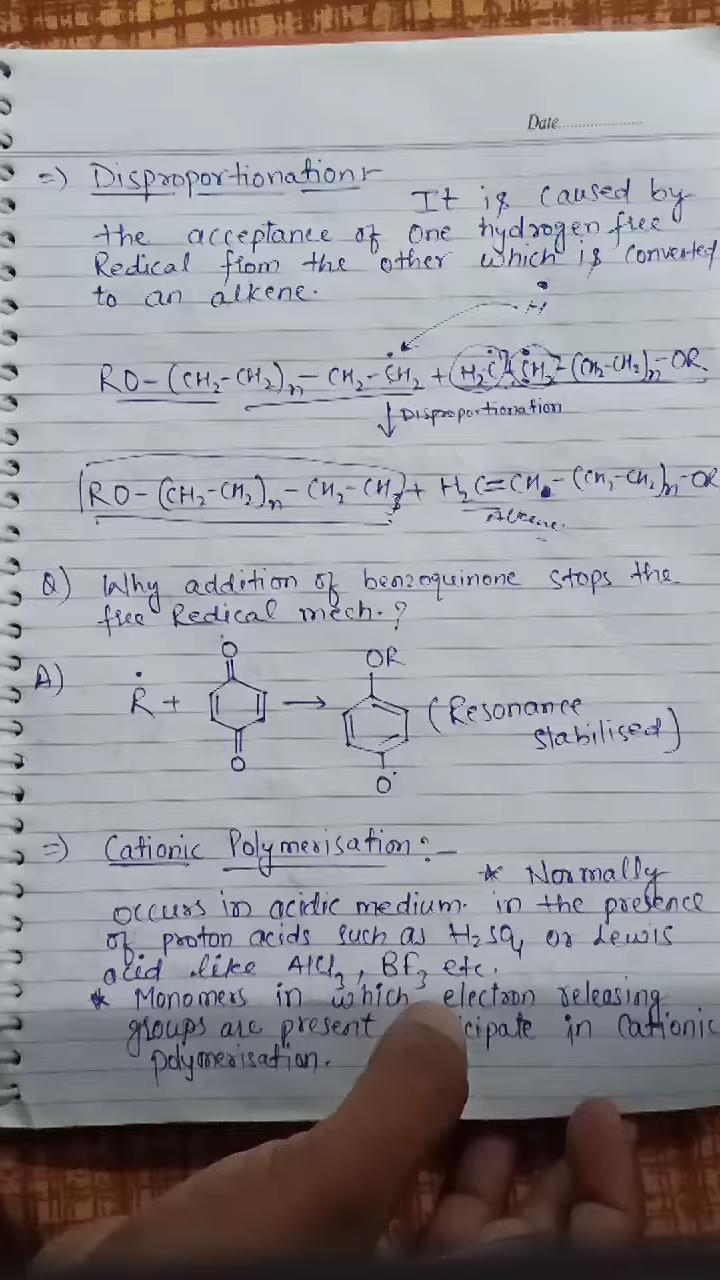 Date
=) Disproportionation:-
It is caused by
the acceptance of one hydrogen free
Redical from the other which is converted
to an alkene.
Ḣ
RO-(CH₂-CH₂)n-CH₂-ĊH₂ + H₂C ĊH₂-(CH₂-CH₂)n-OR
↓ Disproportionation
RO-(CH₂-CH₂)n-CH₂-CH₃ + H₂C=CH-(CH₂-CH₂)n-OR
Alkene.
Q) Why addition of benzoquinone stops the
free Redical mech.?
A)
Ṙ +
O
O
→
OR
O·
(Resonance
stabilised)
=) Cationic Polymerisation:-
* Normally
occurs in acidic medium. in the presence
of proton acids such as H₂SO₄ or Lewis
acid like AlCl₃, Bf₃ etc.
* Monomers in which electron releasing
groups are present cipate in Cationic
polymerisation.